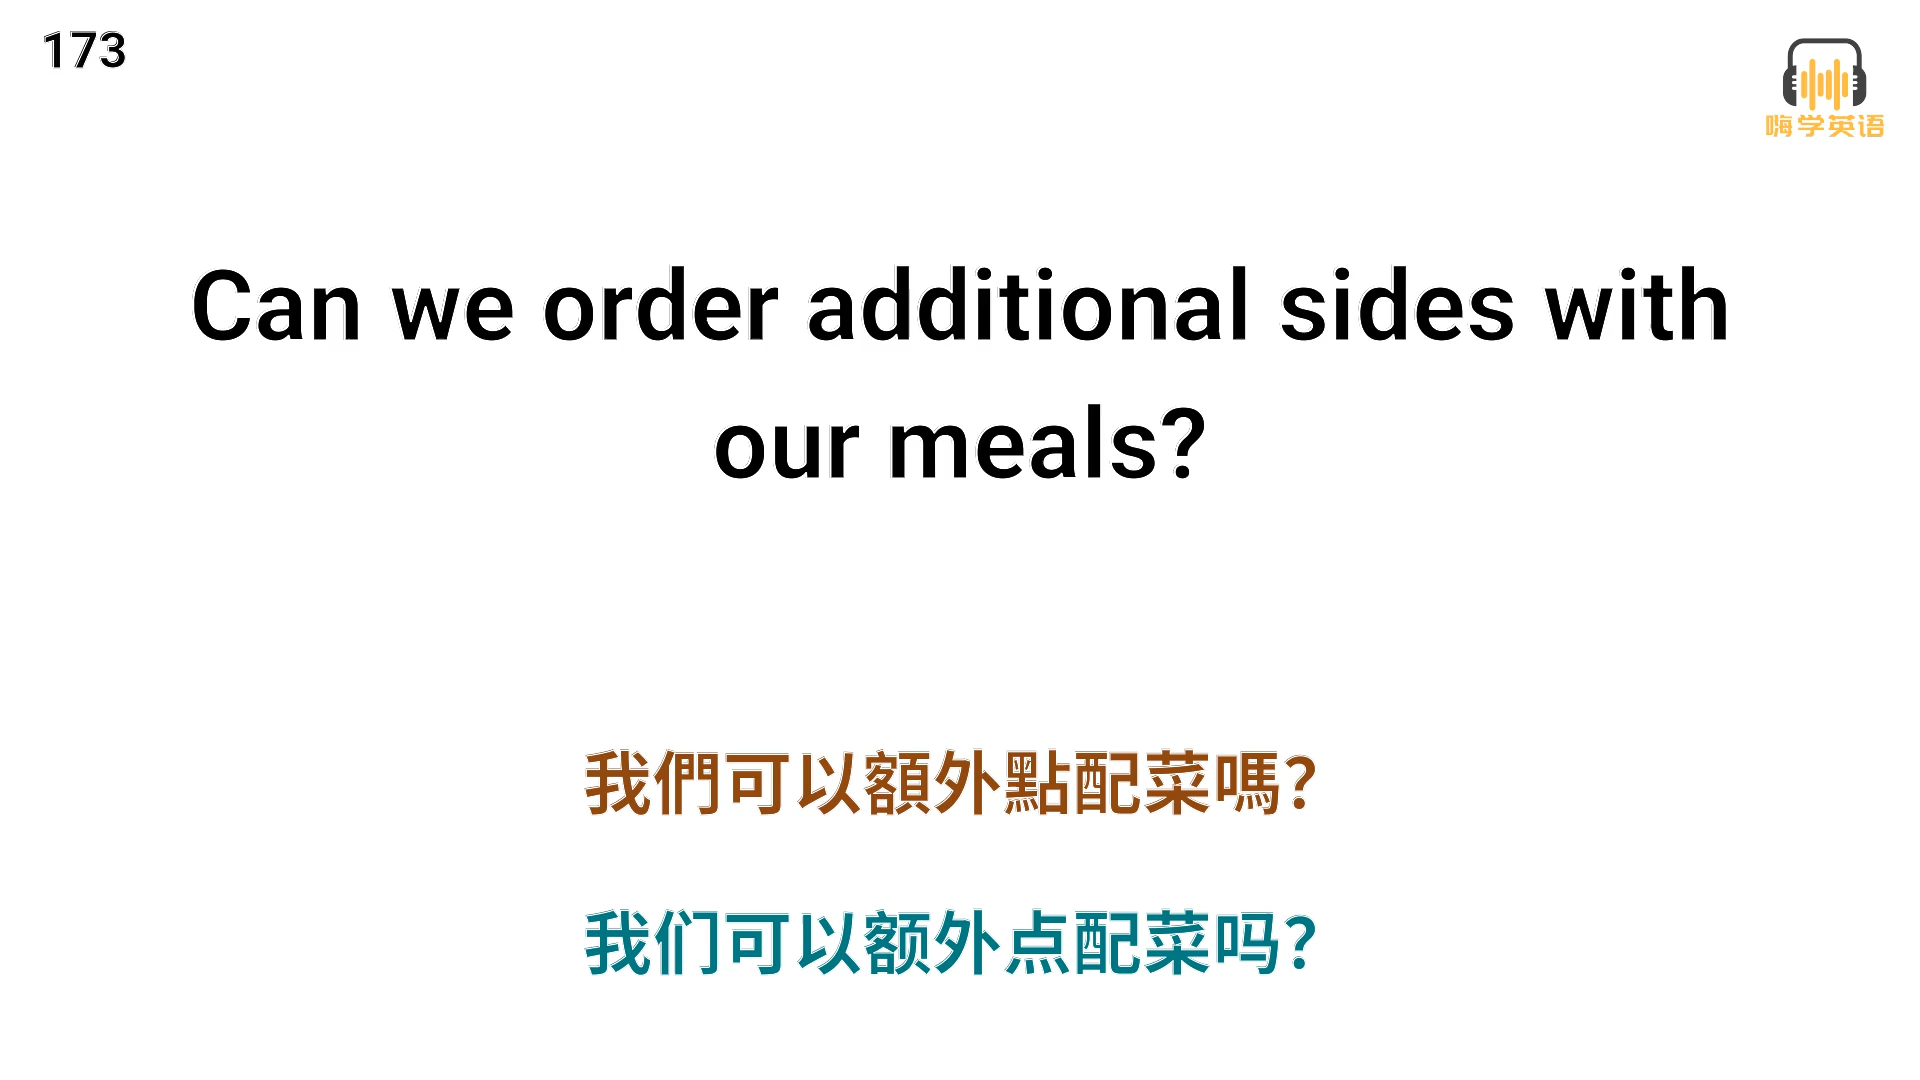 173
嗨学英语
Can we order additional sides with
our meals?
我們可以額外點配菜嗎?
我们可以额外点配菜吗?